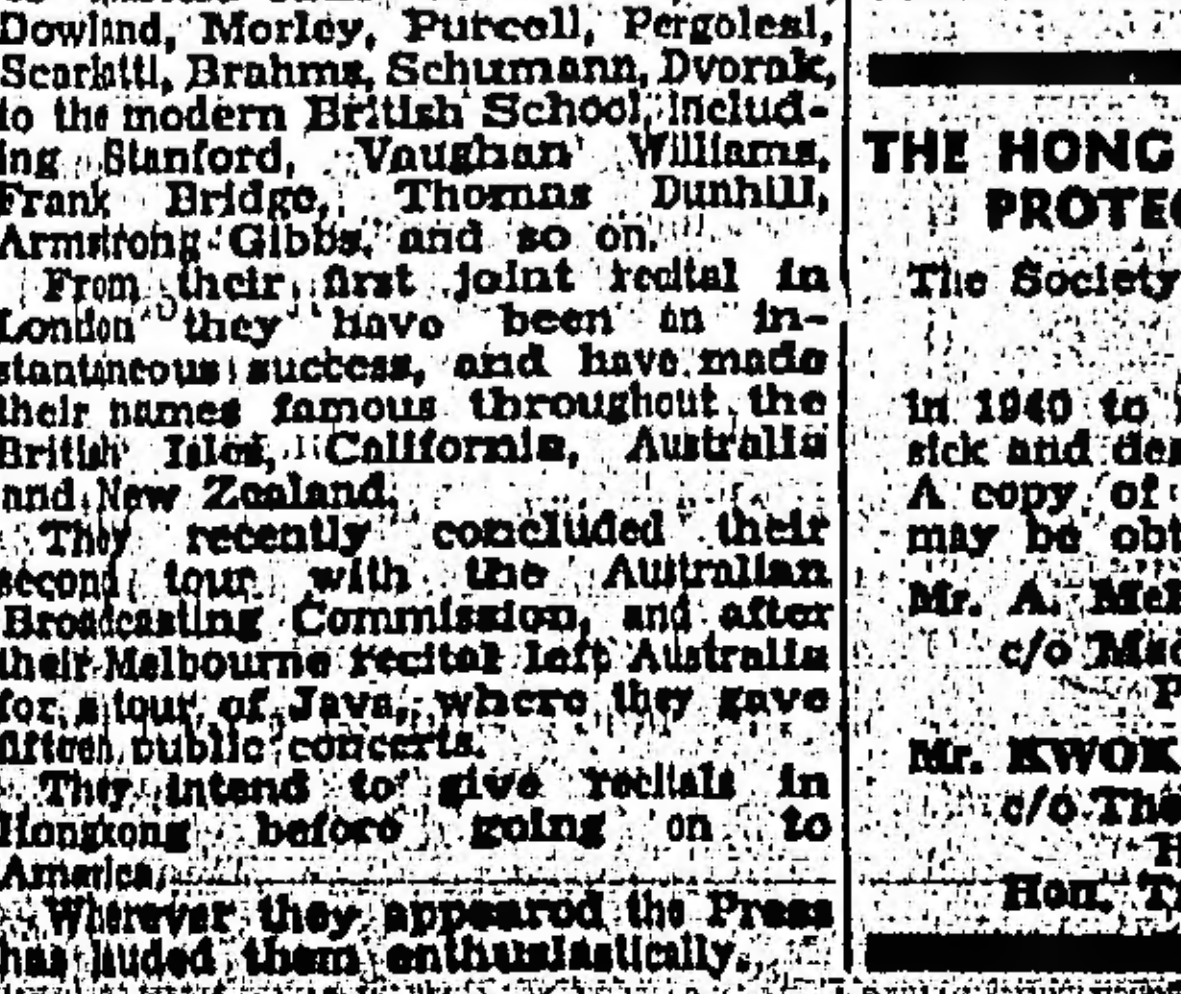 Dowland, Morley, Purcell, Pergolesi,
Scarlatti, Brahms, Schumann, Dvorak,
to the modern British School, includ-
ing Stanford, Vaughan Williams,
Frank Bridge, Thomas Dunhill,
Armstrong Gibbs, and so on.
From their first joint recital in
London they have been an in-
stantaneous success, and have made
their names famous throughout the
British Isles, California, Australia
and New Zealand.
They recently concluded their
second tour with the Australian
Broadcasting Commission, and after
their Melbourne recital left Australia
for a tour of Java, where they gave
fifteen public concerts.
They intend to give recitals in
Hongkong before going on to
America.
Wherever they appeared the Press
has lauded them enthusiastically.
THE HONG
PROTEC
The Society
in 1940 to
sick and des
A copy of
may be obt
Mr. A. McK
c/o Mac
P
Mr. KWOK
c/o The
H
Hon. Tr